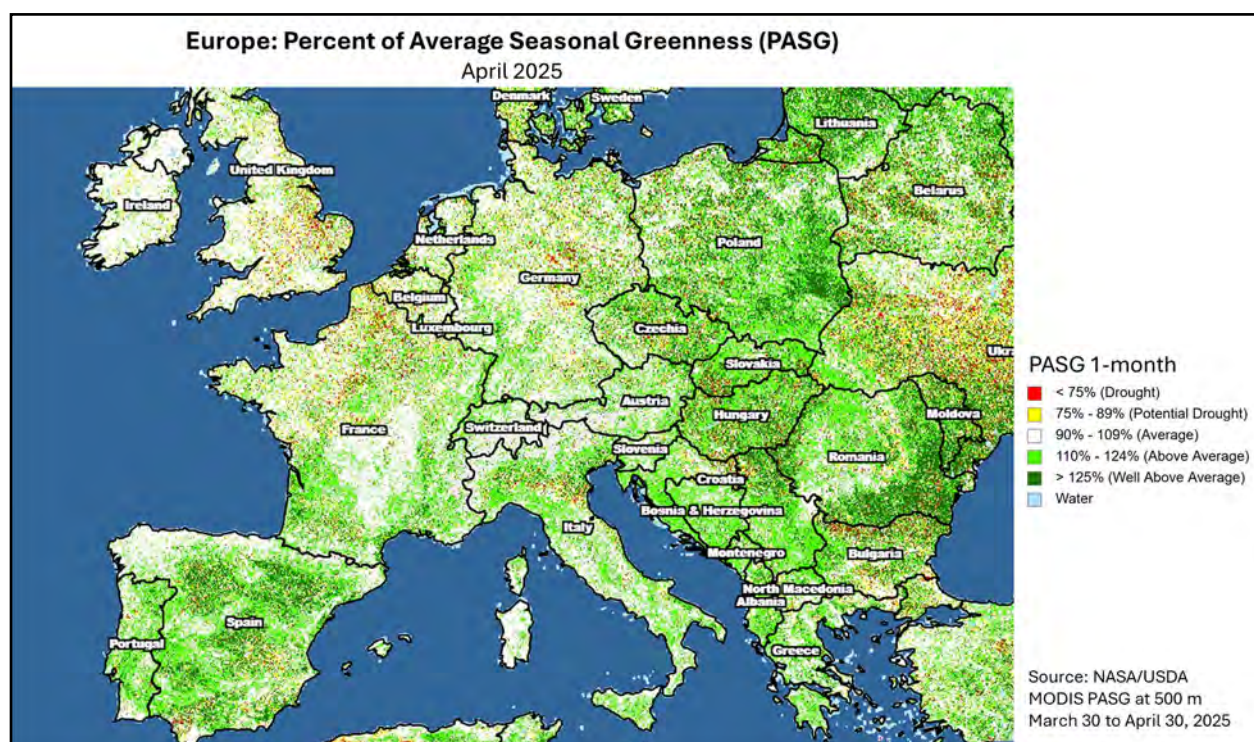 Europe: Percent of Average Seasonal Greenness (PASG)
April 2025
Denmark
Sweden
Lithuania
United Kingdom
Belarus
Ireland
Netherlands
Poland
Germany
Belgium
Luxembourg
Czechia
Ukra
Slovakia
Austria
Hungary
Moldova
France
Switzerland
Slovenia
Romania
Croatia
Bosnia & Herzegovina
Italy
Montenegro
Bulgaria
North Macedonia
Albania
Spain
Portugal
Greece
PASG 1-month
< 75% (Drought)
75% - 89% (Potential Drought)
90% - 109% (Average)
110% - 124% (Above Average)
> 125% (Well Above Average)
Water
Source: NASA/USDA
MODIS PASG at 500 m
March 30 to April 30, 2025